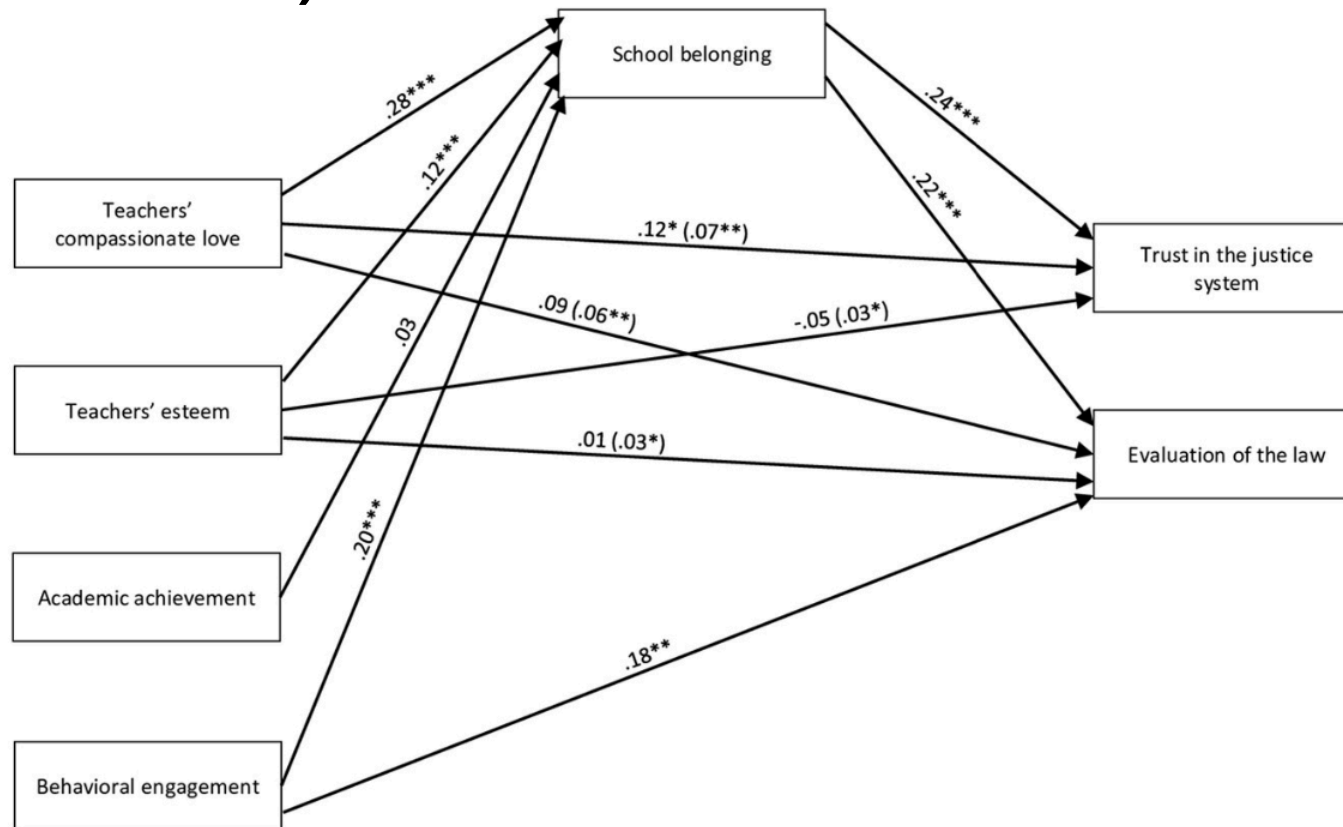 School belonging
.28***
.24***
.12***
.22***
Teachers’
compassionate love
.12* (.07**)
Trust in the justice
system
.09 (.06**)
-.05 (.03*)
.03
Teachers’ esteem
.01 (.03*)
Evaluation of the law
.20***
Academic achievement
.18**
Behavioral engagement